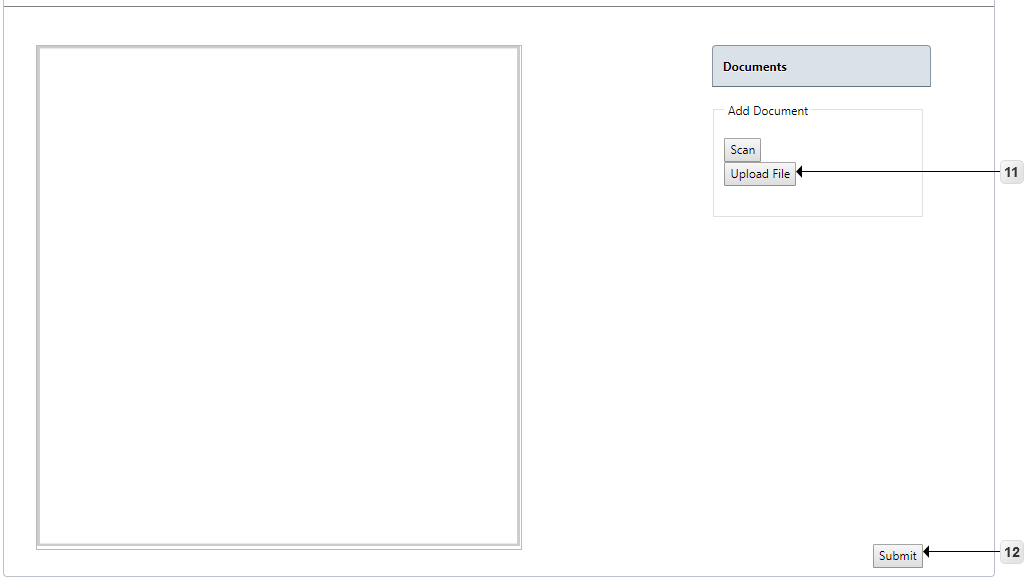 Documents
Add Document
Scan
Upload File
11
Submit
12